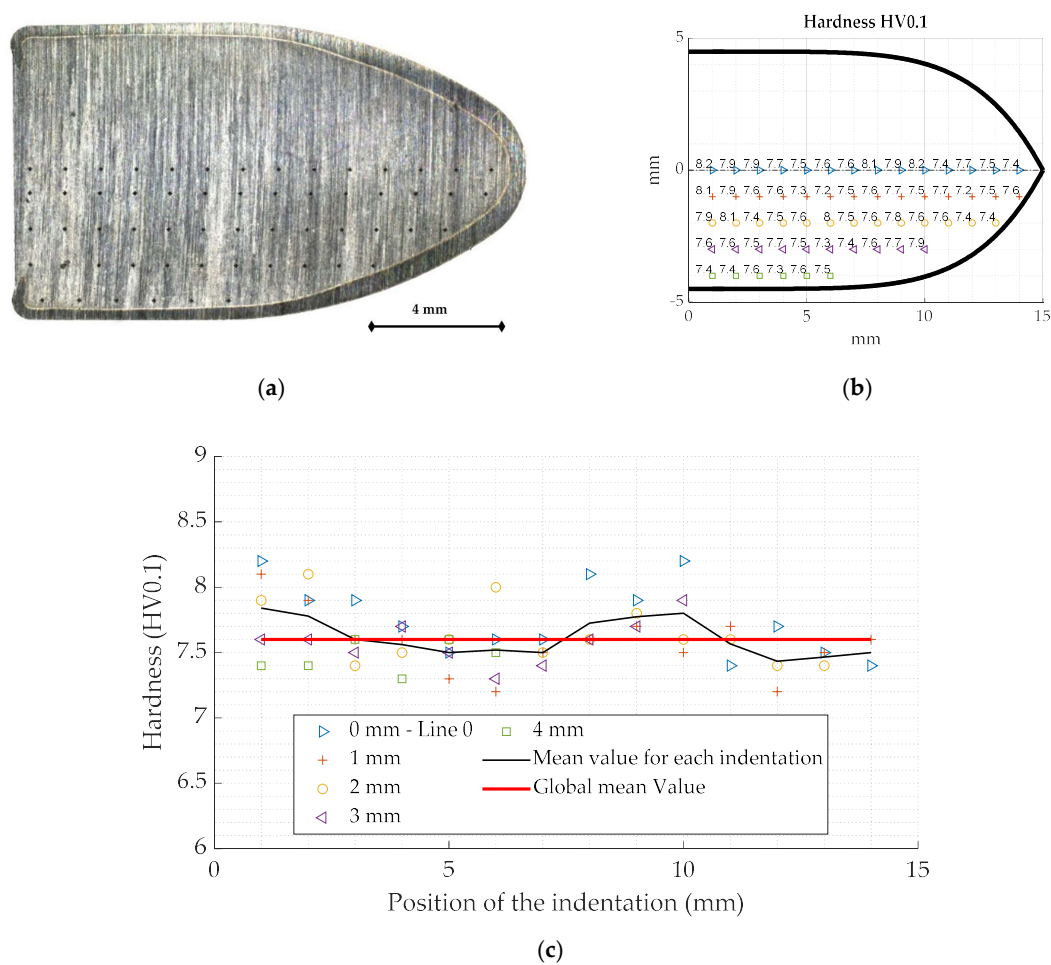 4 mm
(a)
Hardness HV0.1
5
8.2 7.9 7.9 7.7 7.5 7.6 7.6 8.1 7.9 8.2 7.4 7.7 7.5 7.4
0
8.1 7.9 7.6 7.6 7.3 7.2 7.5 7.6 7.7 7.5 7.7 7.2 7.5 7.6
7.9 8.1 7.4 7.5 7.6 8 7.5 7.6 7.8 7.6 7.6 7.4 7.4
7.6 7.6 7.5 7.7 7.5 7.3 7.4 7.6 7.7 7.9
7.4 7.4 7.6 7.3 7.6 7.5
-5
mm
0 5 10 15
mm
(b)
9
8.5
8
7.5
7
6.5
6
Hardness (HV0.1)
0 mm - Line 0
1 mm
2 mm
3 mm
4 mm
Mean value for each indentation
Global mean Value
0 5 10 15
Position of the indentation (mm)
(c)